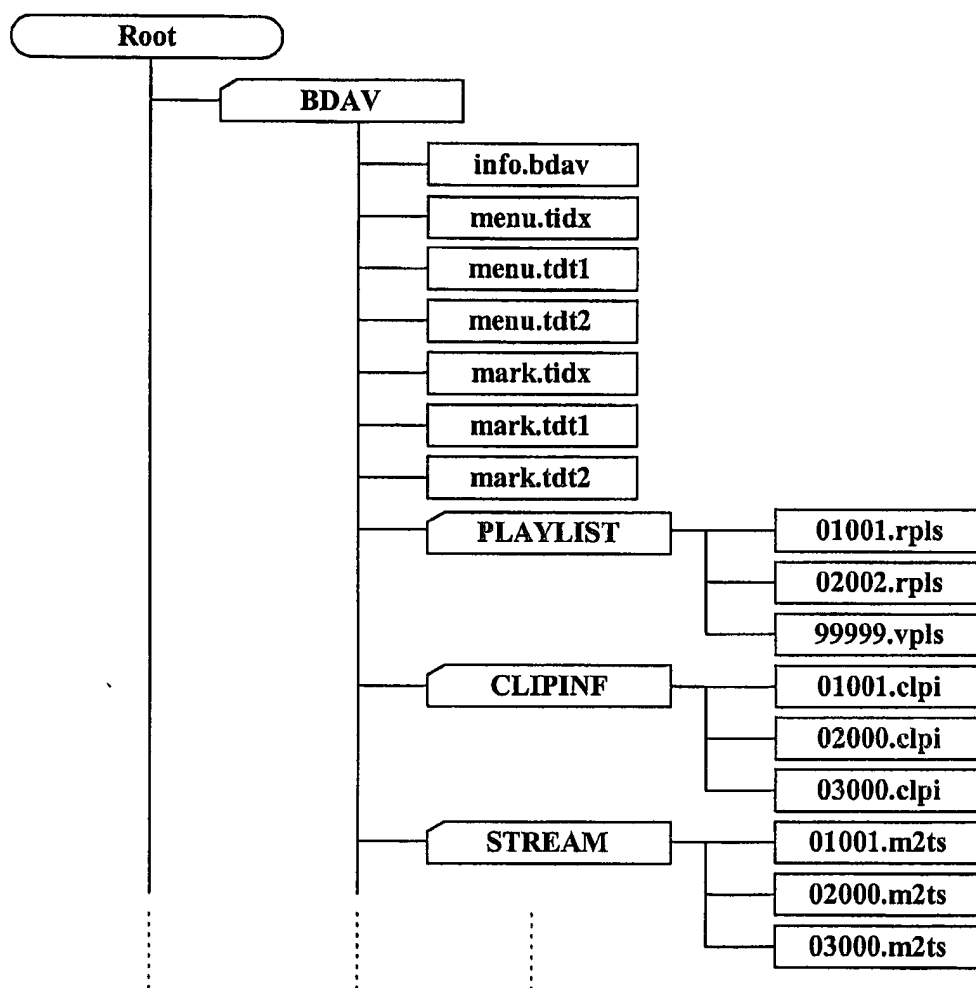 Root
BDAV
info.bdav
menu.tidx
menu.tdt1
menu.tdt2
mark.tidx
mark.tdt1
mark.tdt2
PLAYLIST
01001.rpls
02002.rpls
99999.vpls
CLIPINF
01001.clpi
02000.clpi
03000.clpi
STREAM
01001.m2ts
02000.m2ts
03000.m2ts